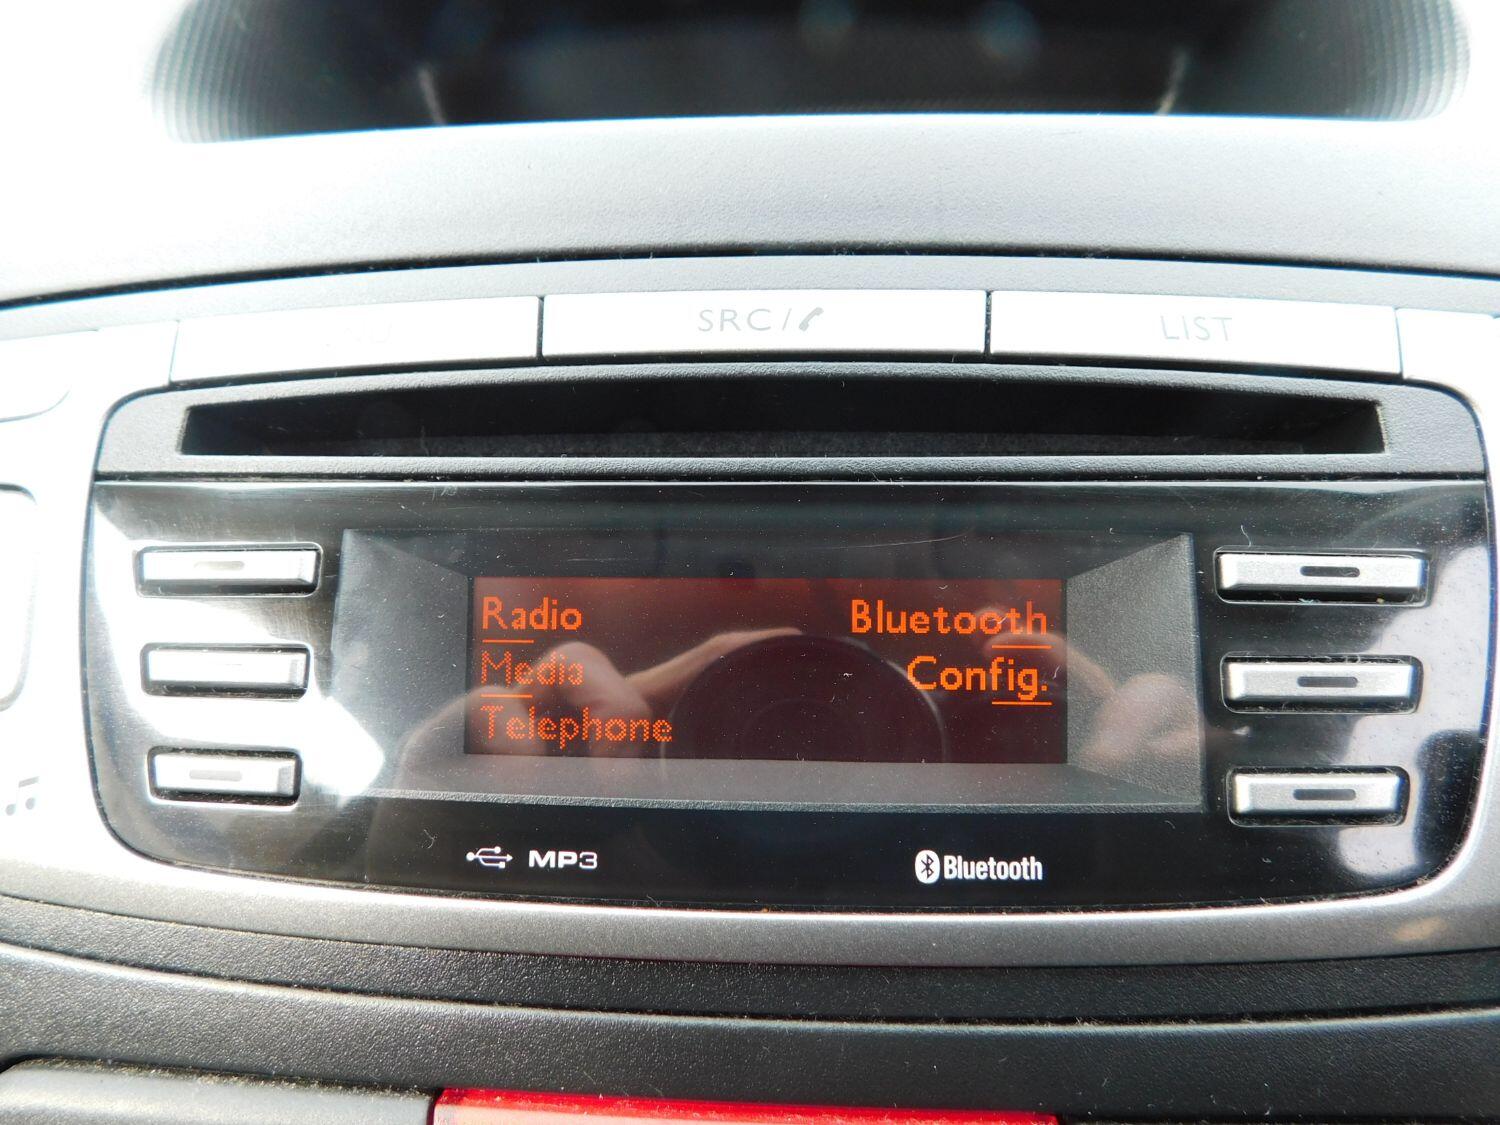 SRC/
LIST
Radio
Bluetooth
Media
Config.
Telephone
MP3
Bluetooth